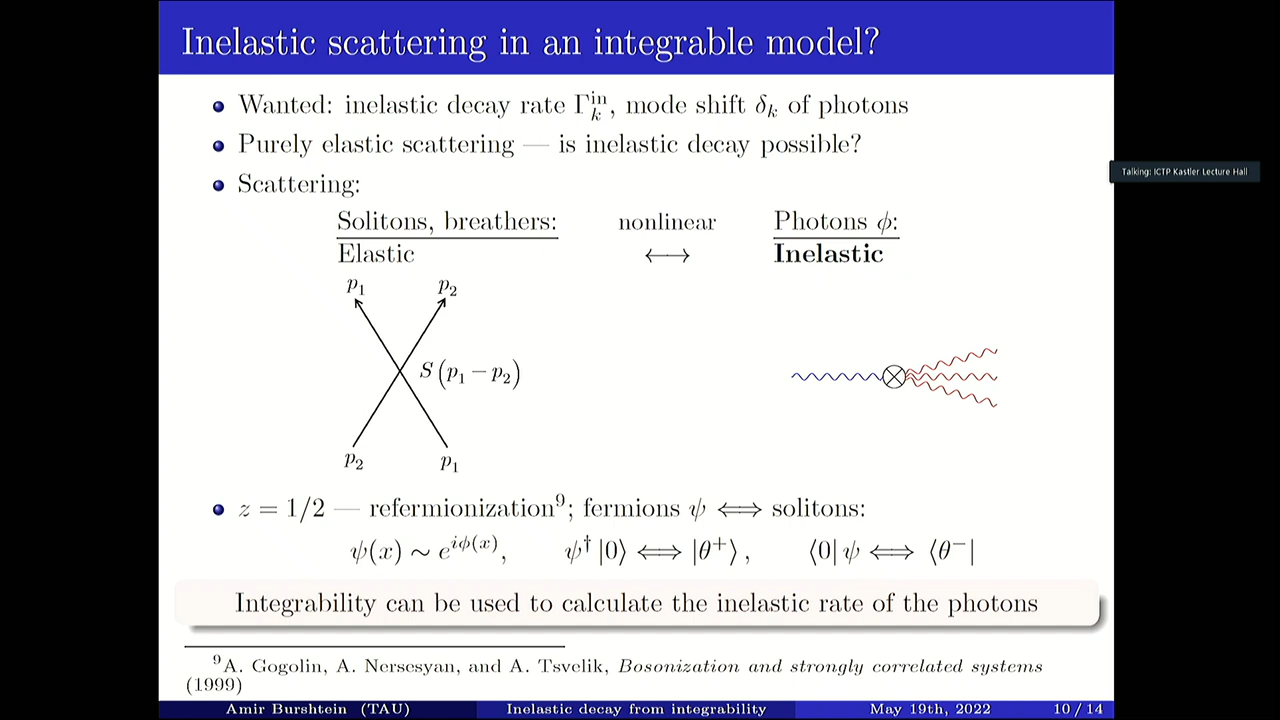 Inelastic scattering in an integrable model?
Wanted: inelastic decay rate Γ_k^in, mode shift δ_k of photons
Purely elastic scattering — is inelastic decay possible?
Talking: ICTP Kastler Lecture Hall
Scattering:
Solitons, breathers: nonlinear Photons ϕ:
Elastic ⟷ Inelastic
p₁ p₂
S(p₁ − p₂)
p₂ p₁
z = 1/2 — refermionization⁹; fermions ψ ⟺ solitons:
ψ(x) ∼ e^{iϕ(x)}, ψ† |0⟩ ⟺ |θ⁺⟩, ⟨0| ψ ⟺ ⟨θ⁻|
Integrability can be used to calculate the inelastic rate of the photons
⁹A. Gogolin, A. Nersesyan, and A. Tsvelik, Bosonization and strongly correlated systems
(1999)
Amir Burshtein (TAU) Inelastic decay from integrability May 19th, 2022 10 / 14